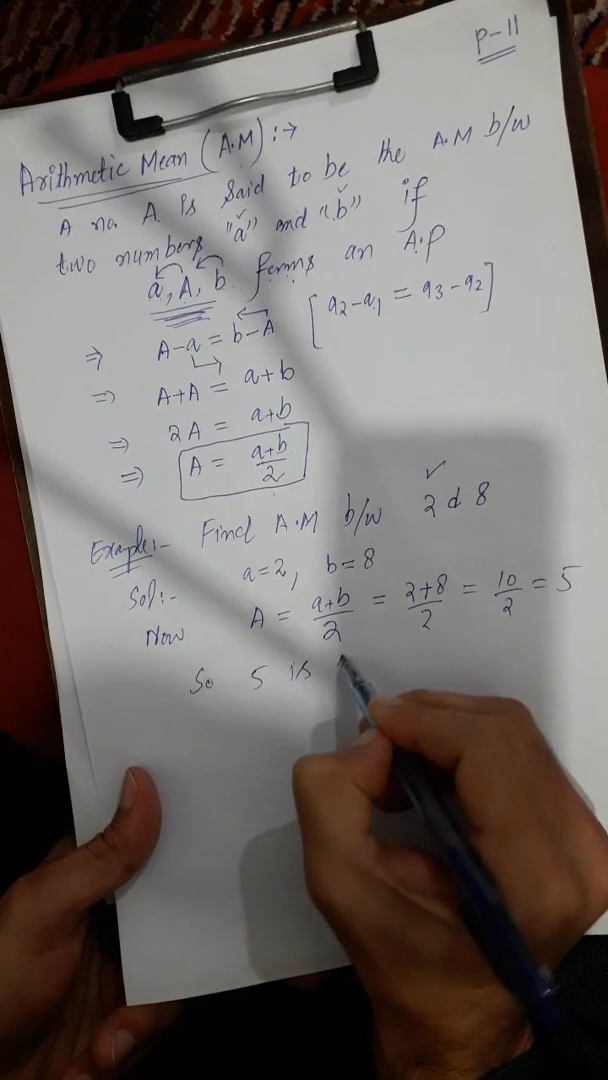 P-11
Arithmetic Mean (A.M) :→
A no. A is said to be the A.M b/w
two numbers "a" and "b" if
a, A, b forms an A.P
⇒ A-a = b-A [a₂-a₁ = a₃-a₂]
⇒ A+A = a+b
⇒ 2A = a+b
⇒ A = a+b/2
Example:- Find A.M b/w 2 & 8
Sol:- a=2, b=8
Now A = a+b/2 = 2+8/2 = 10/2 = 5
So 5 is